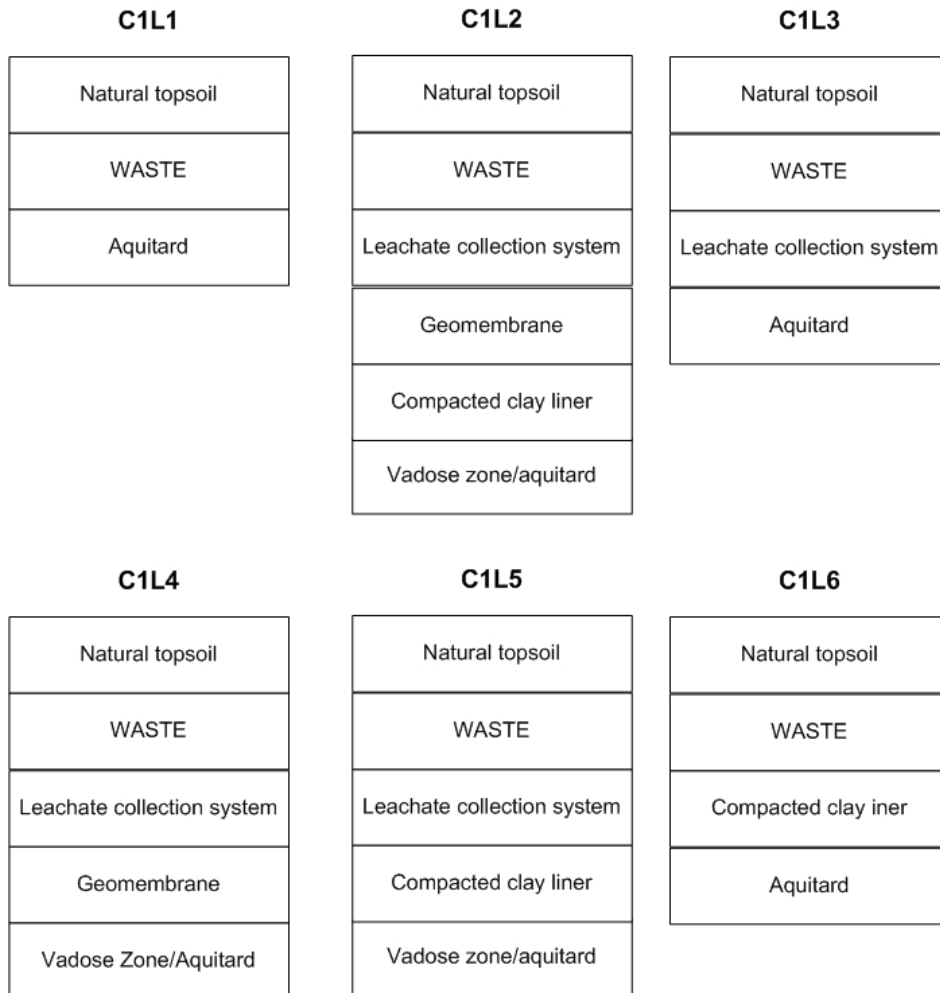 C1L1
Natural topsoil
WASTE
Aquitard
C1L2
Natural topsoil
WASTE
Leachate collection system
Geomembrane
Compacted clay liner
Vadose zone/aquitard
C1L3
Natural topsoil
WASTE
Leachate collection system
Aquitard
C1L4
Natural topsoil
WASTE
Leachate collection system
Geomembrane
Vadose Zone/Aquitard
C1L5
Natural topsoil
WASTE
Leachate collection system
Compacted clay liner
Vadose zone/aquitard
C1L6
Natural topsoil
WASTE
Compacted clay iner
Aquitard